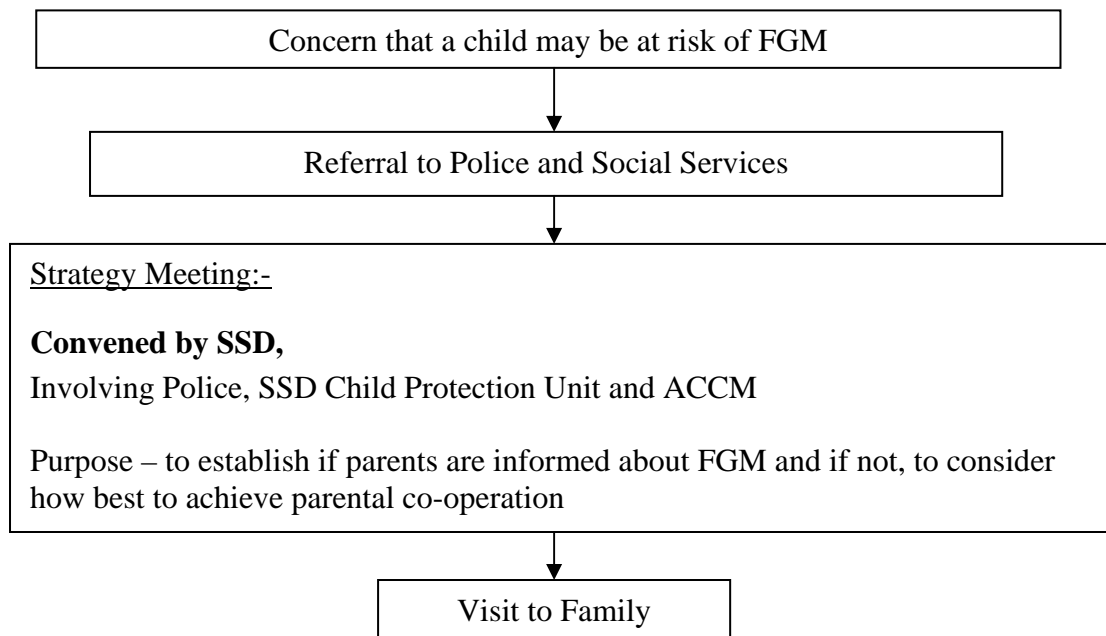 Concern that a child may be at risk of FGM
Referral to Police and Social Services
Strategy Meeting:-
Convened by SSD,
Involving Police, SSD Child Protection Unit and ACCM
Purpose – to establish if parents are informed about FGM and if not, to consider
how best to achieve parental co-operation
Visit to Family